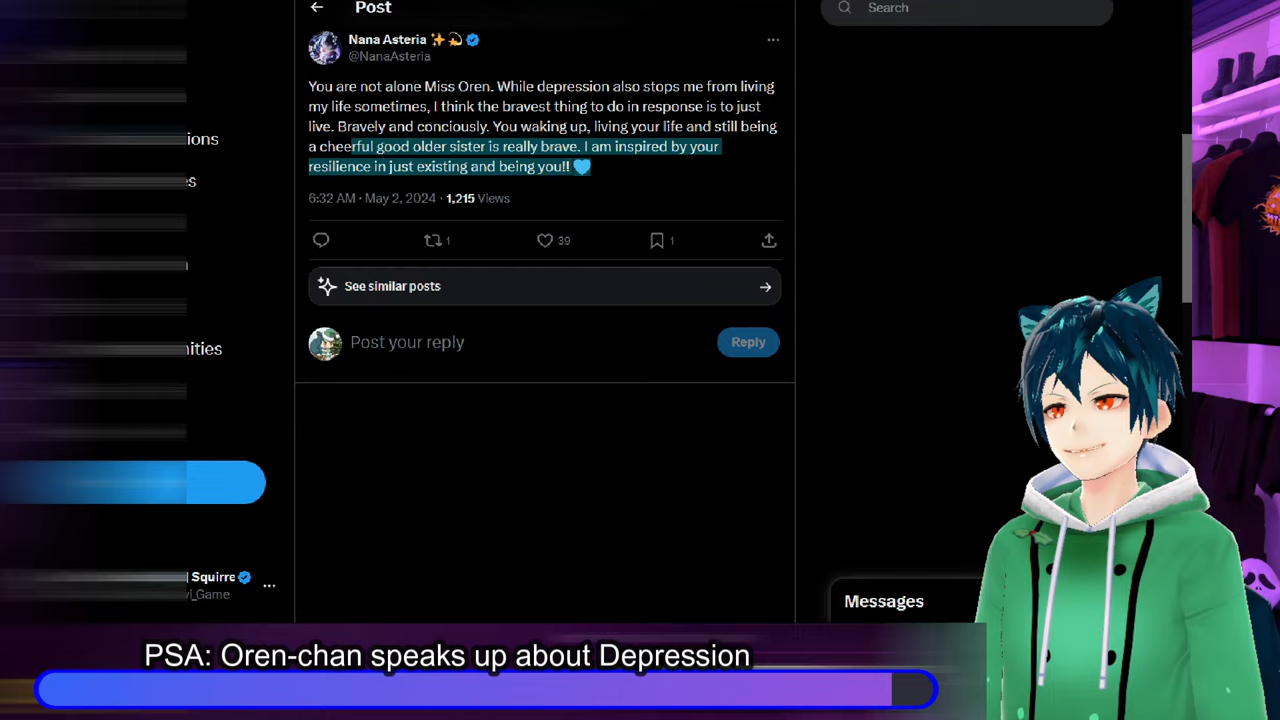 Post
Search
Nana Asteria ✨💫
@NanaAsteria
You are not alone Miss Oren. While depression also stops me from living
my life sometimes, I think the bravest thing to do in response is to just
live. Bravely and conciously. You waking up, living your life and still being
a cheerful good older sister is really brave. I am inspired by your
resilience in just existing and being you!! 💙
6:32 AM · May 2, 2024 · 1,215 Views
1
39
1
See similar posts
Post your reply
Reply
ions
es
ities
Squirre
i_Game
Messages
PSA: Oren-chan speaks up about Depression